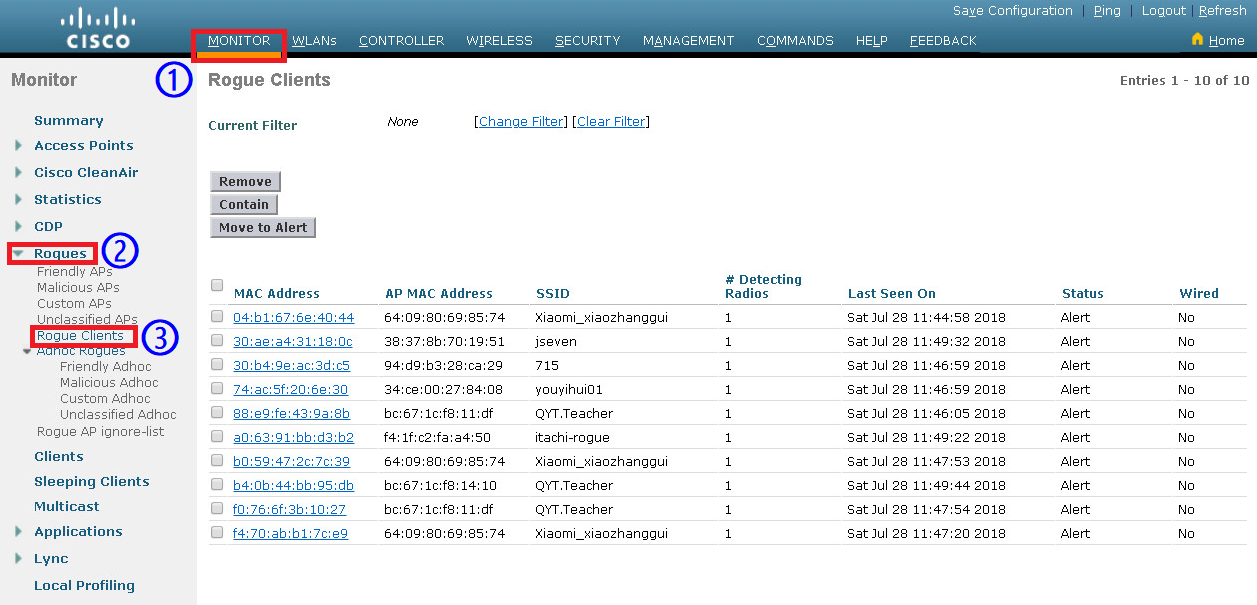 Save Configuration | Ping | Logout | Refresh
CISCO
MONITOR WLANs CONTROLLER WIRELESS SECURITY MANAGEMENT COMMANDS HELP FEEDBACK Home
Monitor
Summary
Access Points
Cisco CleanAir
Statistics
CDP
Rogues
Friendly APs
Malicious APs
Custom APs
Unclassified APs
Rogue Clients
Adhoc Rogues
Friendly Adhoc
Malicious Adhoc
Custom Adhoc
Unclassified Adhoc
Rogue AP ignore-list
Clients
Sleeping Clients
Multicast
Applications
Lync
Local Profiling
1
2
3
Rogue Clients Entries 1 - 10 of 10
Current Filter None [Change Filter] [Clear Filter]
Remove
Contain
Move to Alert
MAC Address AP MAC Address SSID # Detecting Radios Last Seen On Status Wired
04:b1:67:6e:40:44 64:09:80:69:85:74 Xiaomi_xiaozhanggui 1 Sat Jul 28 11:44:58 2018 Alert No
30:ae:a4:31:18:0c 38:37:8b:70:19:51 jseven 1 Sat Jul 28 11:49:32 2018 Alert No
30:b4:9e:ac:3d:c5 94:d9:b3:28:ca:29 715 1 Sat Jul 28 11:46:59 2018 Alert No
74:ac:5f:20:6e:30 34:ce:00:27:84:08 youyihui01 1 Sat Jul 28 11:46:59 2018 Alert No
88:e9:fe:43:9a:8b bc:67:1c:f8:11:df QYT.Teacher 1 Sat Jul 28 11:46:05 2018 Alert No
a0:63:91:bb:d3:b2 f4:1f:c2:fa:a4:50 itachi-rogue 1 Sat Jul 28 11:49:22 2018 Alert No
b0:59:47:2c:7c:39 64:09:80:69:85:74 Xiaomi_xiaozhanggui 1 Sat Jul 28 11:47:53 2018 Alert No
b4:0b:44:bb:95:db bc:67:1c:f8:14:10 QYT.Teacher 1 Sat Jul 28 11:49:44 2018 Alert No
f0:76:6f:3b:10:27 bc:67:1c:f8:11:df QYT.Teacher 1 Sat Jul 28 11:47:54 2018 Alert No
f4:70:ab:b1:7c:e9 64:09:80:69:85:74 Xiaomi_xiaozhanggui 1 Sat Jul 28 11:47:20 2018 Alert No